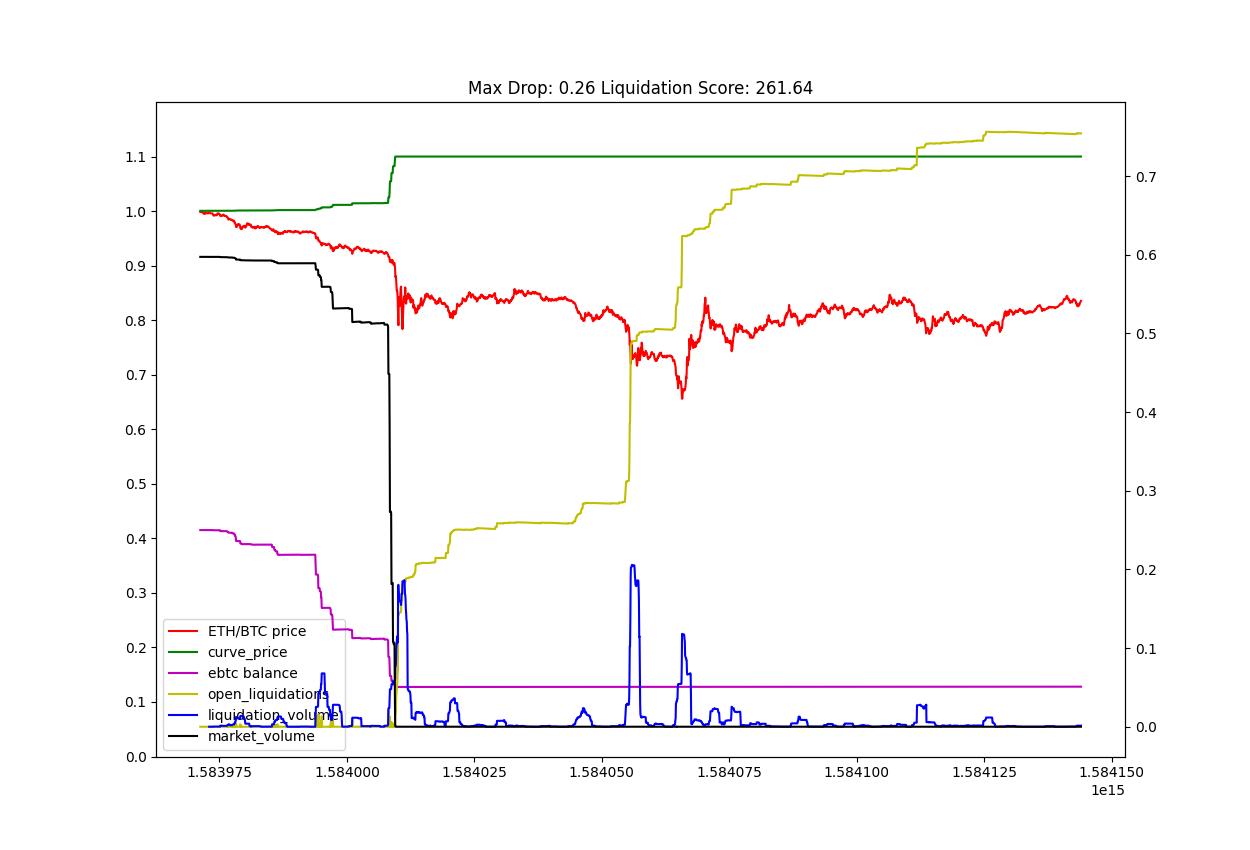 Max Drop: 0.26 Liquidation Score: 261.64
1.1
1.0
0.9
0.8
0.7
0.6
0.5
0.4
0.3
0.2
0.1
0.0
ETH/BTC price
curve_price
ebtc balance
open_liquidations
liquidation_volume
market_volume
0.7
0.6
0.5
0.4
0.3
0.2
0.1
0.0
1.583975 1.584000 1.584025 1.584050 1.584075 1.584100 1.584125 1.584150
1e15